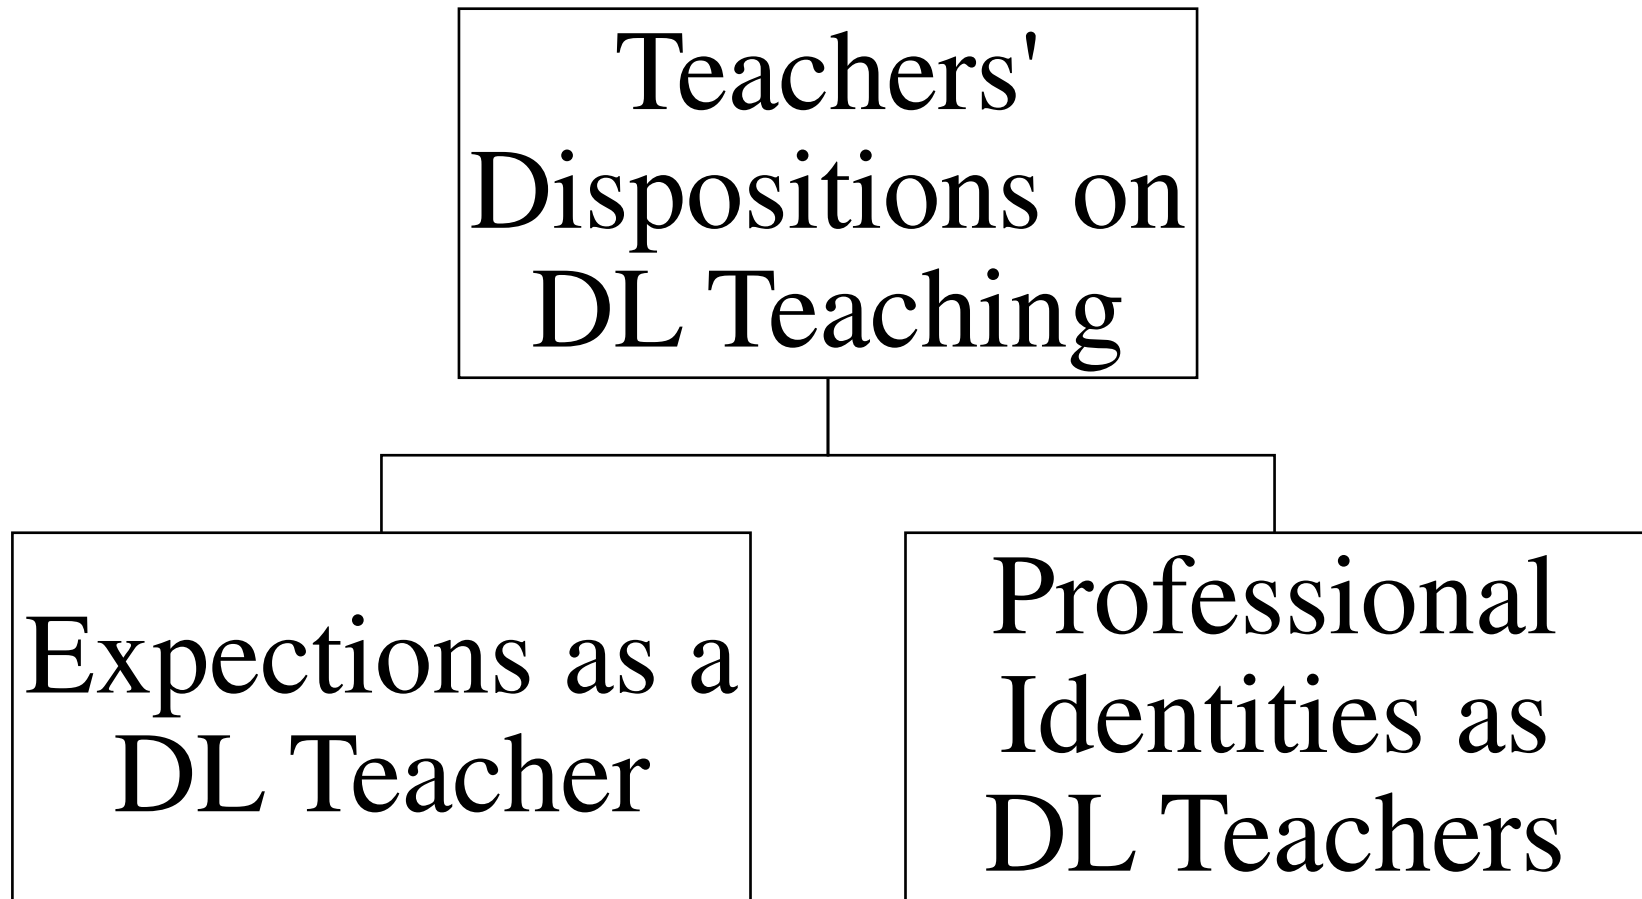 Teachers'
Dispositions on
DL Teaching
Expections as a
DL Teacher
Professional
Identities as
DL Teachers